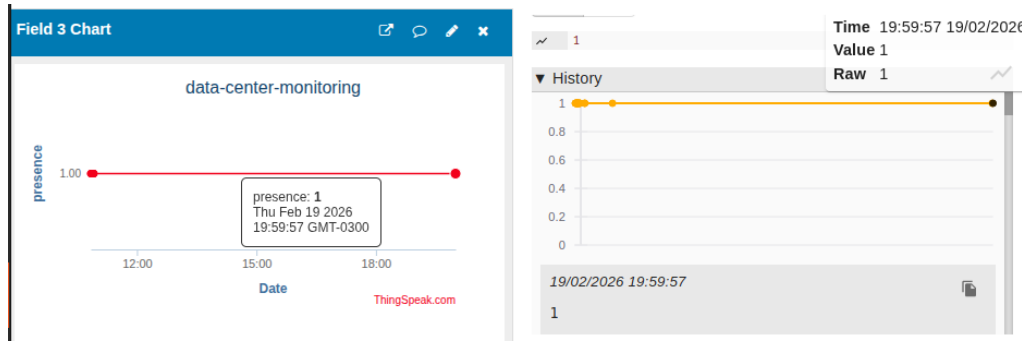 Field 3 Chart
data-center-monitoring
presence
1.00
presence: 1
Thu Feb 19 2026
19:59:57 GMT-0300
12:00
15:00
18:00
Date
ThingSpeak.com
1
Time 19:59:57 19/02/2026
Value 1
Raw 1
▼ History
1
0.8
0.6
0.4
0.2
0
19/02/2026 19:59:57
1